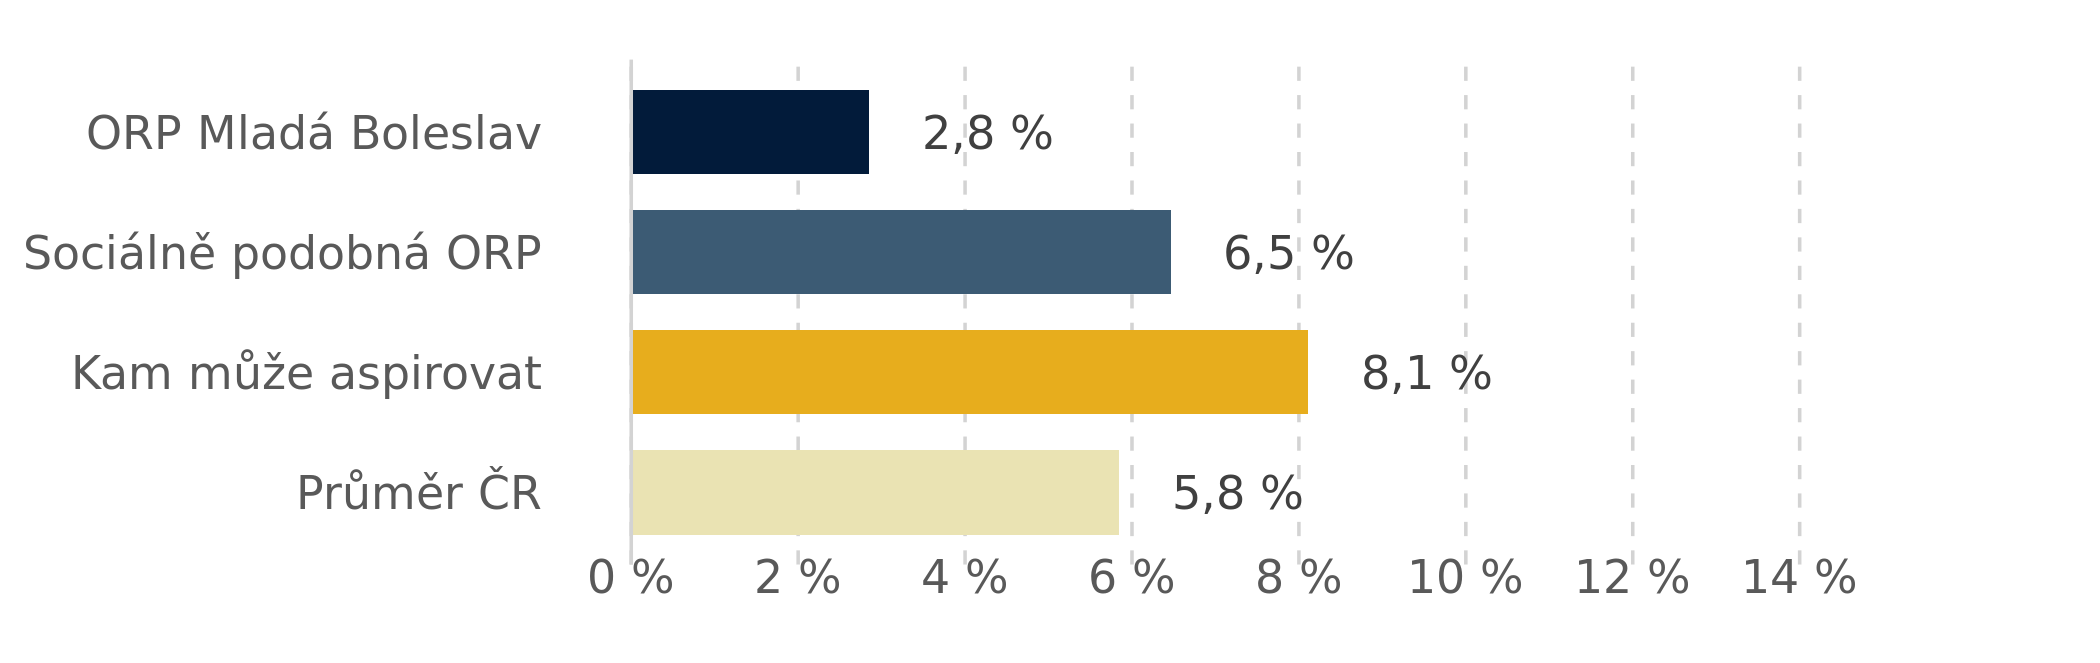 ORP Mladá Boleslav 2,8 %
Sociálně podobná ORP 6,5 %
Kam může aspirovat 8,1 %
Průměr ČR 5,8 %
0 % 2 % 4 % 6 % 8 % 10 % 12 % 14 %